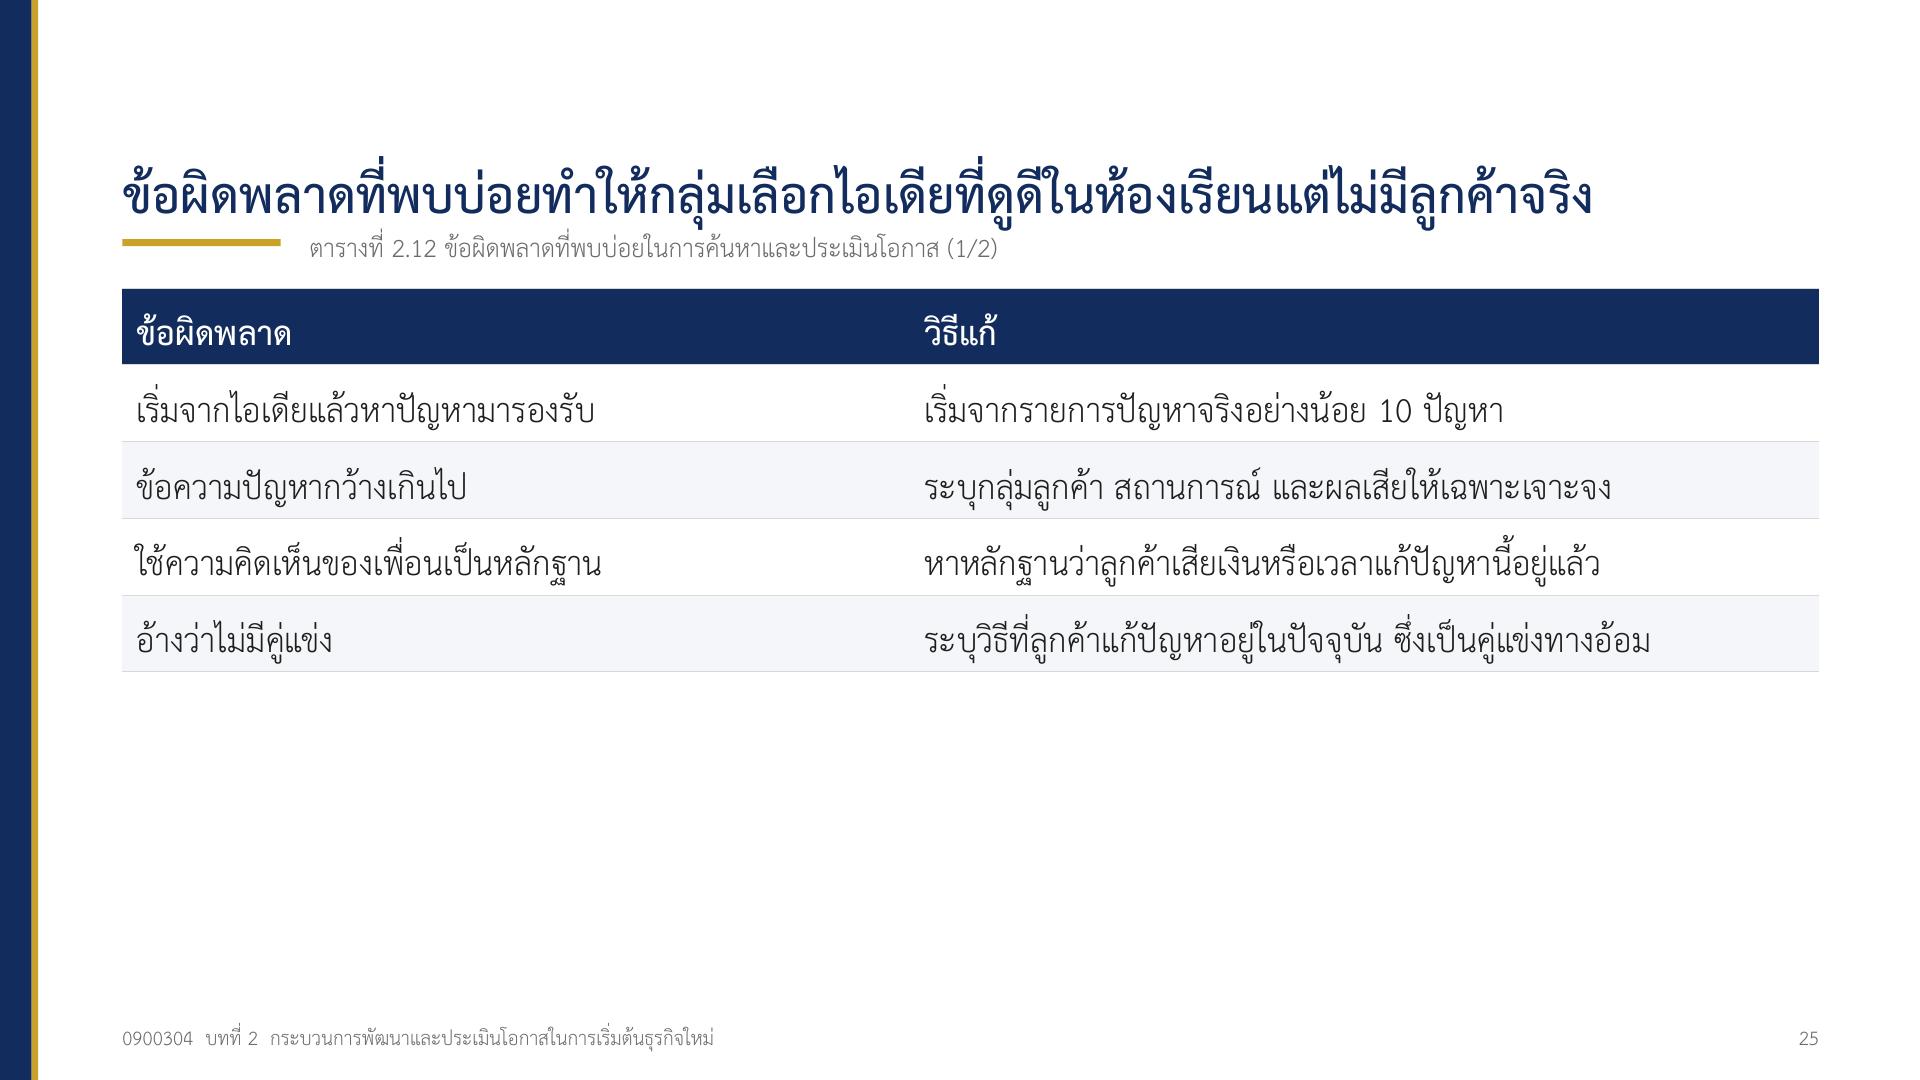 ข้อผิดพลาดที่พบบ่อยทำให้กลุ่มเลือกไอเดียที่ดูดีในห้องเรียนแต่ไม่มีลูกค้าจริง
ตารางที่ 2.12 ข้อผิดพลาดที่พบบ่อยในการค้นหาและประเมินโอกาส (1/2)
ข้อผิดพลาด วิธีแก้
เริ่มจากไอเดียแล้วหาปัญหามารองรับ เริ่มจากรายการปัญหาจริงอย่างน้อย 10 ปัญหา
ข้อความปัญหากว้างเกินไป ระบุกลุ่มลูกค้า สถานการณ์ และผลเสียให้เฉพาะเจาะจง
ใช้ความคิดเห็นของเพื่อนเป็นหลักฐาน หาหลักฐานว่าลูกค้าเสียเงินหรือเวลาแก้ปัญหานี้อยู่แล้ว
อ้างว่าไม่มีคู่แข่ง ระบุวิธีที่ลูกค้าแก้ปัญหาอยู่ในปัจจุบัน ซึ่งเป็นคู่แข่งทางอ้อม
0900304 บทที่ 2 กระบวนการพัฒนาและประเมินโอกาสในการเริ่มต้นธุรกิจใหม่ 25